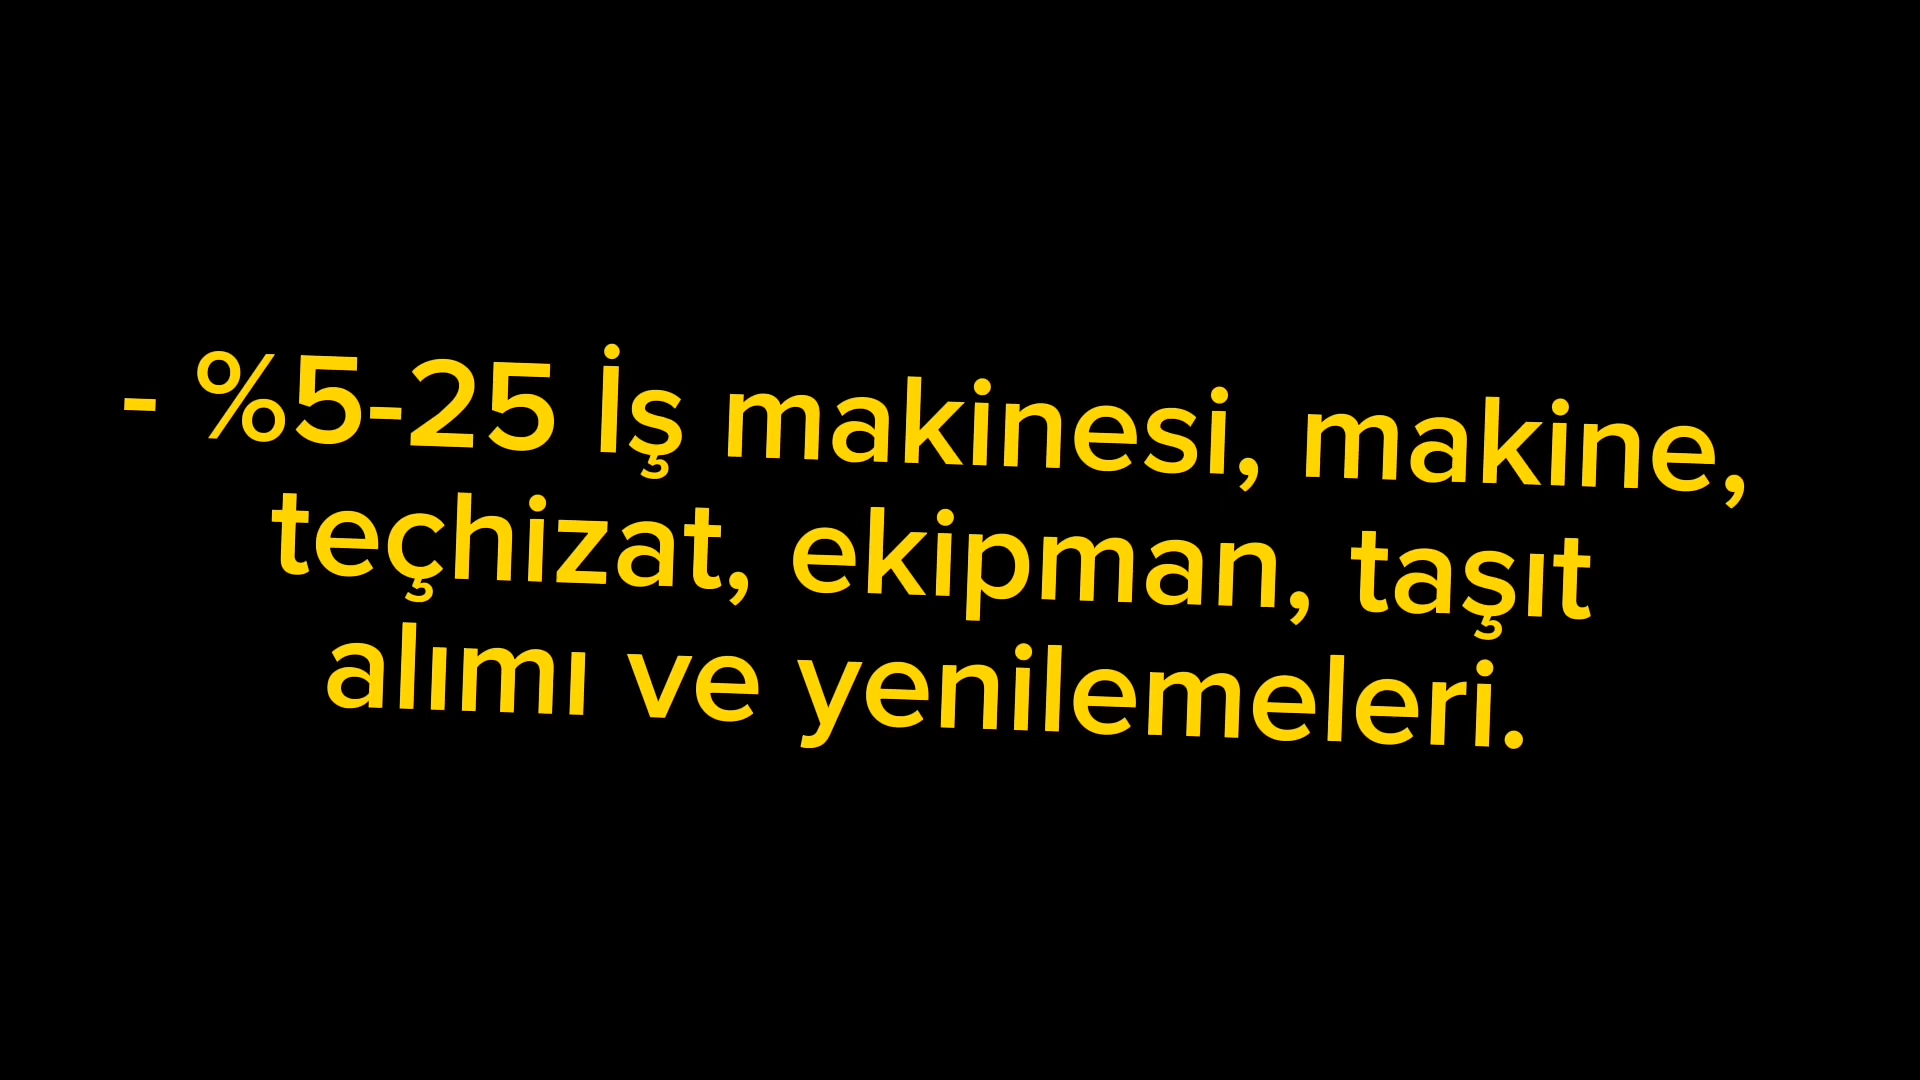 - %5-25 İş makinesi, makine,
teçhizat, ekipman, taşıt
alımı ve yenilemeleri.